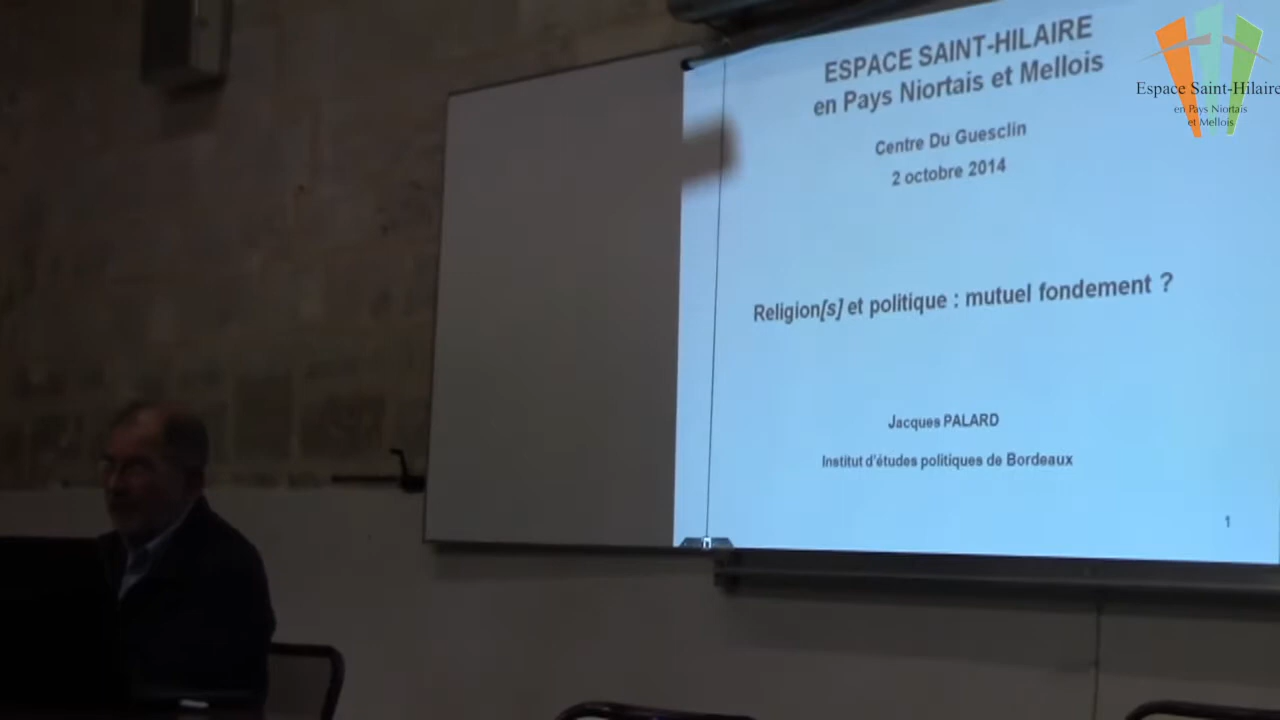 ESPACE SAINT-HILAIRE
en Pays Niortais et Mellois
Centre Du Guesclin
2 octobre 2014
Religion[s] et politique : mutuel fondement ?
Jacques PALARD
Institut d'études politiques de Bordeaux
1
Espace Saint-Hilaire
en Pays Niortais
et Mellois